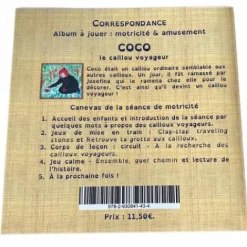 CORRESPONDANCE
Album à jouer : motricité & amusement
COCO
le caillou voyageur
Coco était un caillou ordinaire semblable aux
autres cailloux. Un jour, il fût ramassé par
Josefina qui le ramena chez elle pour le
décorer. C'est ainsi qu'il devint un caillou
voyageur.
Canevas de la séance de motricité
1. Accueil des enfants et introduction de la séance par
quelques mots à propos des cailloux voyageurs.
2. Jeux de mise en train : Clap-clap traveling
stones et Retrouve ta grotte aux cailloux.
3. Corps de leçon : circuit - A la recherche des
cailloux voyageurs.
4. Jeu calme - Ensemble, quel chemin et lecture de
l'histoire.
5. À la prochaine fois !
Prix : 11,50€.